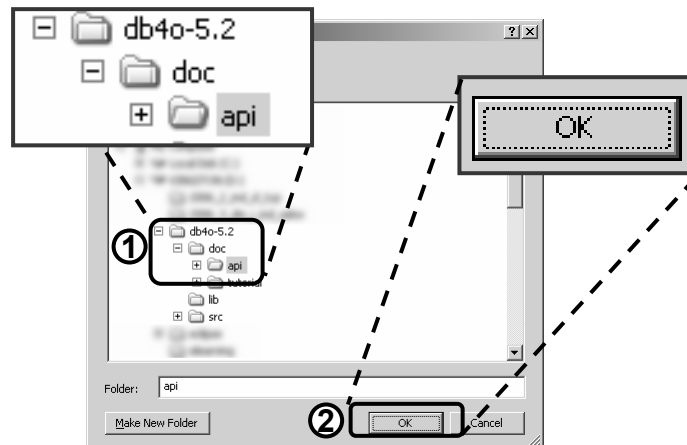 db4o-5.2
doc
api
OK
1
db4o-5.2
doc
api
tutorial
lib
src
Folder: api
2
Make New Folder OK Cancel